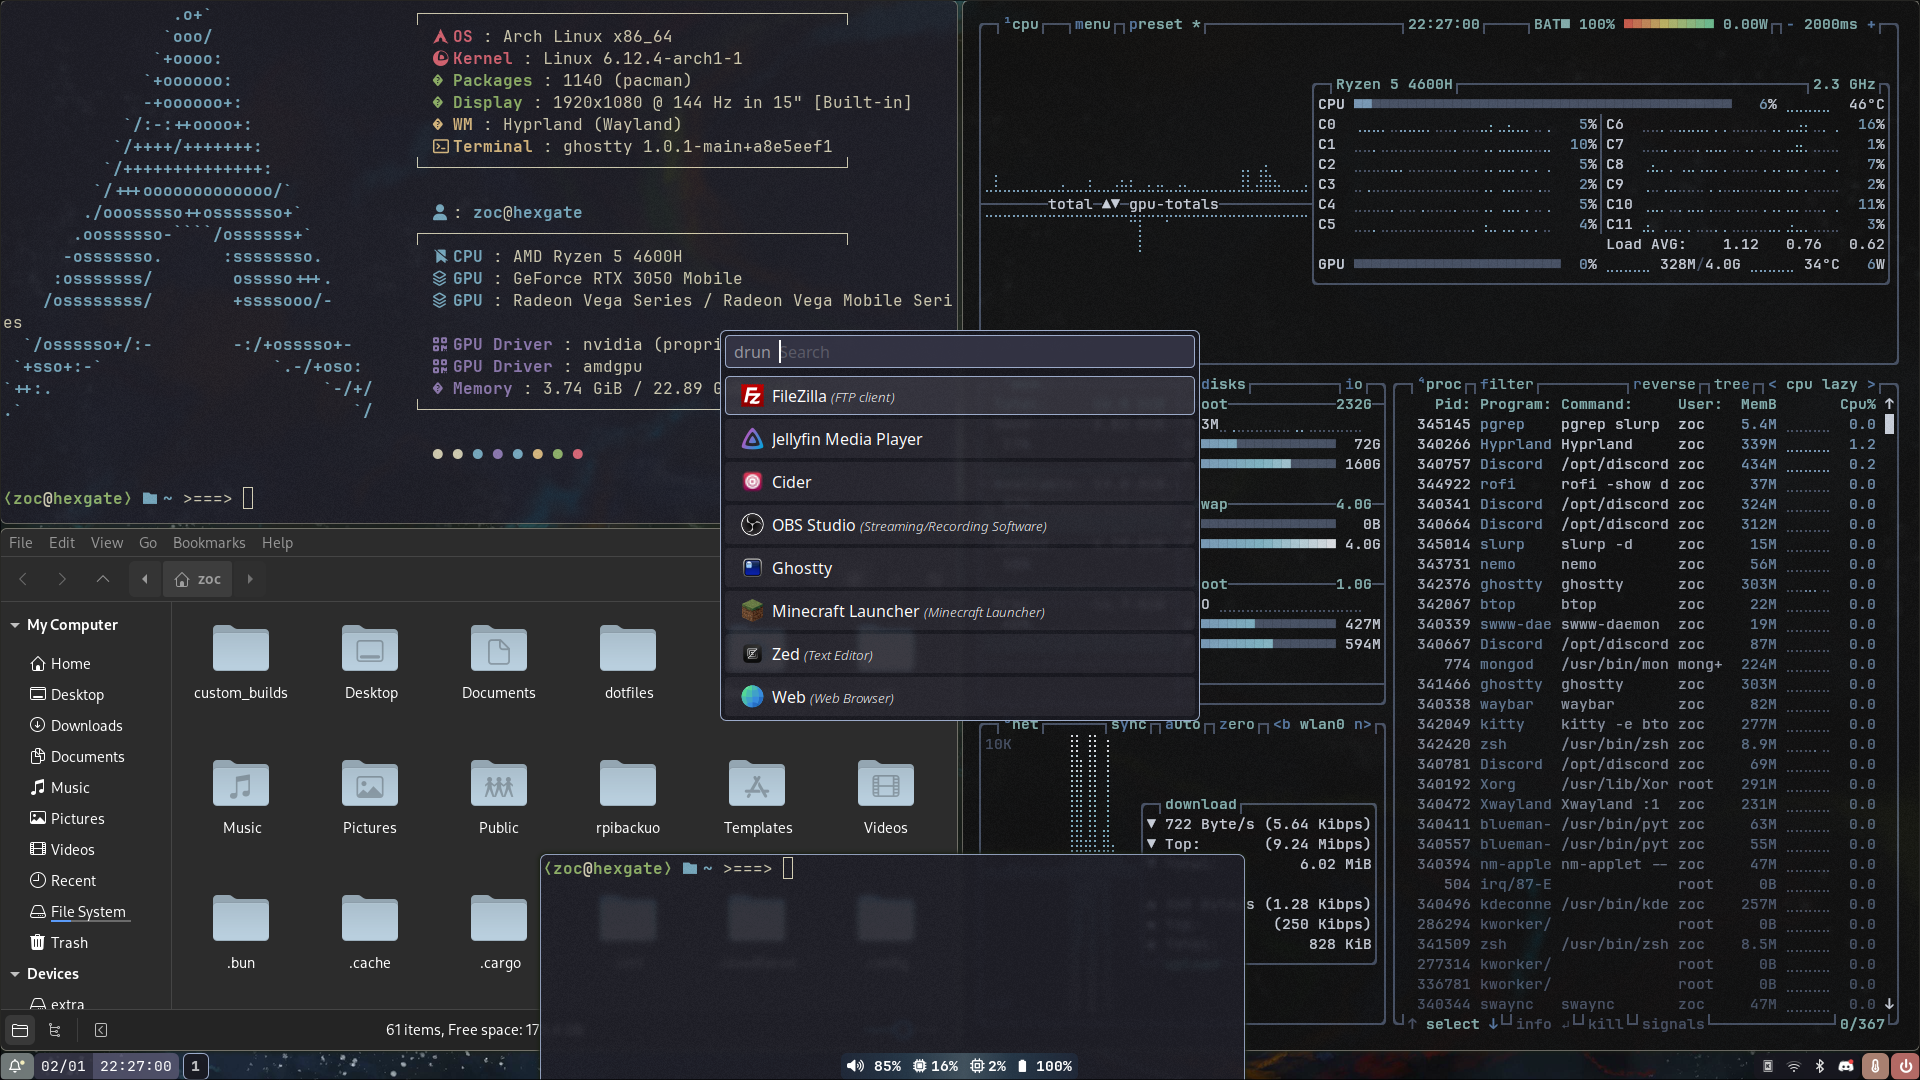 OS : Arch Linux x86_64
Kernel : Linux 6.12.4-arch1-1
Packages : 1140 (pacman)
Display : 1920x1080 @ 144 Hz in 15" [Built-in]
WM : Hyprland (Wayland)
Terminal : ghostty 1.0.1-main+a8e5eef1
: zoc@hexgate
CPU : AMD Ryzen 5 4600H
GPU : GeForce RTX 3050 Mobile
GPU : Radeon Vega Series / Radeon Vega Mobile Seri
es
GPU Driver : nvidia (propri
GPU Driver : amdgpu
Memory : 3.74 GiB / 22.89 G
(zoc@hexgate) ~ >===>
¹cpu menu preset * 22:27:00 BAT■ 100% 0.00W - 2000ms +
Ryzen 5 4600H 2.3 GHz
CPU 6% 46°C
C0 5% C6 16%
C1 10% C7 1%
C2 5% C8 7%
C3 2% C9 2%
C4 5% C10 11%
C5 4% C11 3%
Load AVG: 1.12 0.76 0.62
GPU 0% 328M/4.0G 34°C 6W
total ▲▼ gpu-totals
drun Search
FileZilla (FTP client)
Jellyfin Media Player
Cider
OBS Studio (Streaming/Recording Software)
Ghostty
Minecraft Launcher (Minecraft Launcher)
Zed (Text Editor)
Web (Web Browser)
disks io
oot 232G
3M
72G
160G
wap 4.0G
0B
4.0G
oot 1.0G
0
427M
594M
⁴proc filter reverse tree < cpu lazy >
Pid: Program: Command: User: MemB Cpu% ↑
345145 pgrep pgrep slurp zoc 5.4M 0.0
340266 Hyprland Hyprland zoc 339M 1.2
340757 Discord /opt/discord zoc 434M 0.2
344922 rofi rofi -show d zoc 37M 0.0
340341 Discord /opt/discord zoc 324M 0.0
340664 Discord /opt/discord zoc 312M 0.0
345014 slurp slurp -d zoc 15M 0.0
343731 nemo nemo zoc 56M 0.0
342376 ghostty ghostty zoc 303M 0.0
342067 btop btop zoc 22M 0.0
340339 swww-dae swww-daemon zoc 19M 0.0
340667 Discord /opt/discord zoc 87M 0.0
774 mongod /usr/bin/mon mong+ 224M 0.0
341466 ghostty ghostty zoc 303M 0.0
340338 waybar waybar zoc 82M 0.0
342049 kitty kitty -e bto zoc 277M 0.0
342420 zsh /usr/bin/zsh zoc 8.9M 0.0
340781 Discord /opt/discord zoc 69M 0.0
340192 Xorg /usr/lib/Xor root 291M 0.0
340472 Xwayland Xwayland :1 zoc 231M 0.0
340411 blueman- /usr/bin/pyt zoc 63M 0.0
340557 blueman- /usr/bin/pyt zoc 55M 0.0
340394 nm-apple nm-applet -- zoc 47M 0.0
504 irq/87-E root 0B 0.0
340496 kdeconne /usr/bin/kde zoc 257M 0.0
286294 kworker/ root 0B 0.0
341509 zsh /usr/bin/zsh zoc 8.5M 0.0
277314 kworker/ root 0B 0.0
336781 kworker/ root 0B 0.0
340344 swaync swaync zoc 47M 0.0 ↓
↑ select ↓ info ↲ kill signals 0/367
³net sync auto zero <b wlan0 n>
10K
download
▼ 722 Byte/s (5.64 Kibps)
▼ Top: (9.24 Mibps)
6.02 MiB
s (1.28 Kibps)
(250 Kibps)
828 KiB
File Edit View Go Bookmarks Help
zoc
My Computer
Home
Desktop
Downloads
Documents
Music
Pictures
Videos
Recent
File System
Trash
Devices
extra
custom_builds Desktop Documents dotfiles
Music Pictures Public rpibackuo Templates Videos
.bun .cache .cargo
61 items, Free space: 17
(zoc@hexgate) ~ >===>
02/01 22:27:00 1
85% 16% 2% 100%